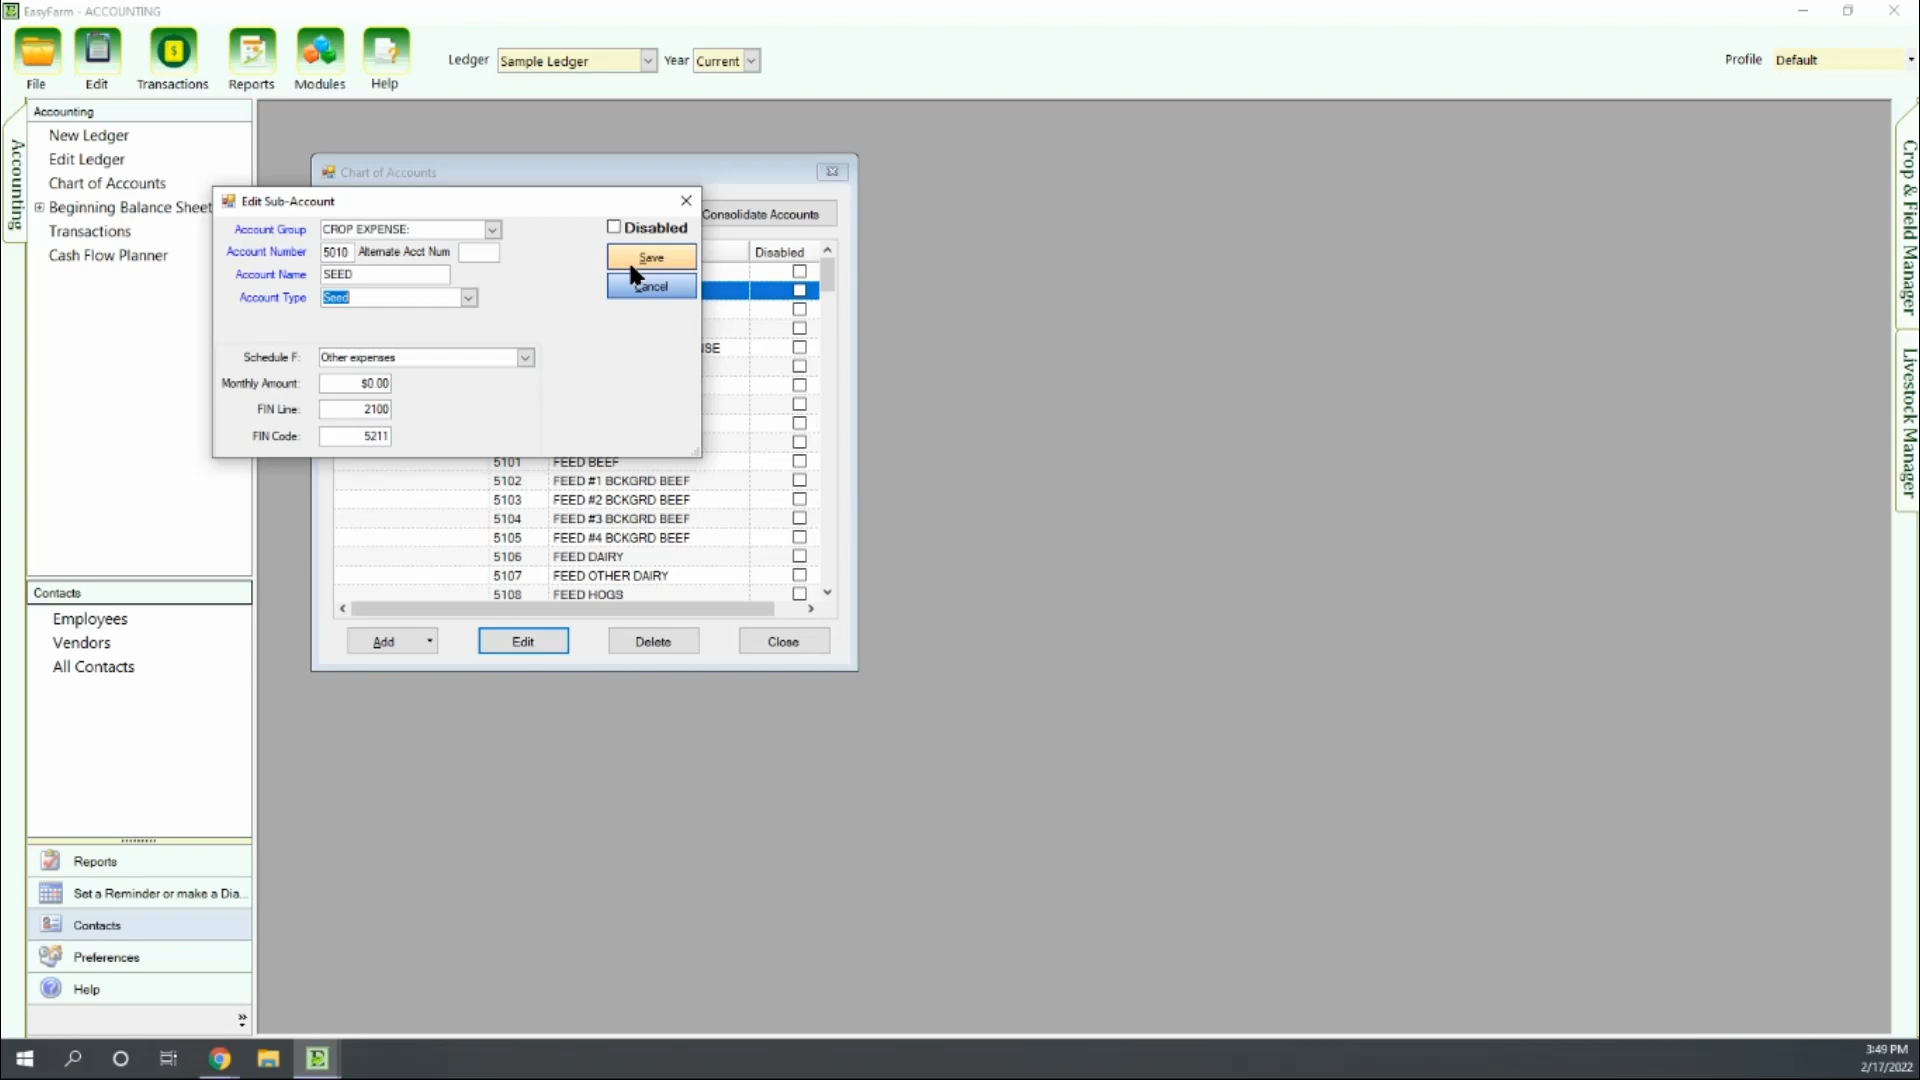 EasyFarm - ACCOUNTING
File
Edit
Transactions
Reports
Modules
Help
Ledger
Sample Ledger
Year
Current
Profile
Default
Accounting
Accounting
New Ledger
Edit Ledger
Chart of Accounts
Beginning Balance Sheet
Transactions
Cash Flow Planner
Contacts
Employees
Vendors
All Contacts
Reports
Set a Reminder or make a Dia...
Contacts
Preferences
Help
Chart of Accounts
Consolidate Accounts
Disabled
Edit Sub-Account
Account Group CROP EXPENSE:
Disabled
Account Number 5010 Alternate Acct Num
Save
Account Name SEED
Cancel
Account Type Seed
Schedule F: Other expenses
Monthly Amount: $0.00
FIN Line: 2100
FIN Code: 5211
5101 FEED BEEF
5102 FEED #1 BCKGRD BEEF
5103 FEED #2 BCKGRD BEEF
5104 FEED #3 BCKGRD BEEF
5105 FEED #4 BCKGRD BEEF
5106 FEED DAIRY
5107 FEED OTHER DAIRY
5108 FEED HOGS
Add
Edit
Delete
Close
Crop & Field Manager
Livestock Manager
3:49 PM
2/17/2022